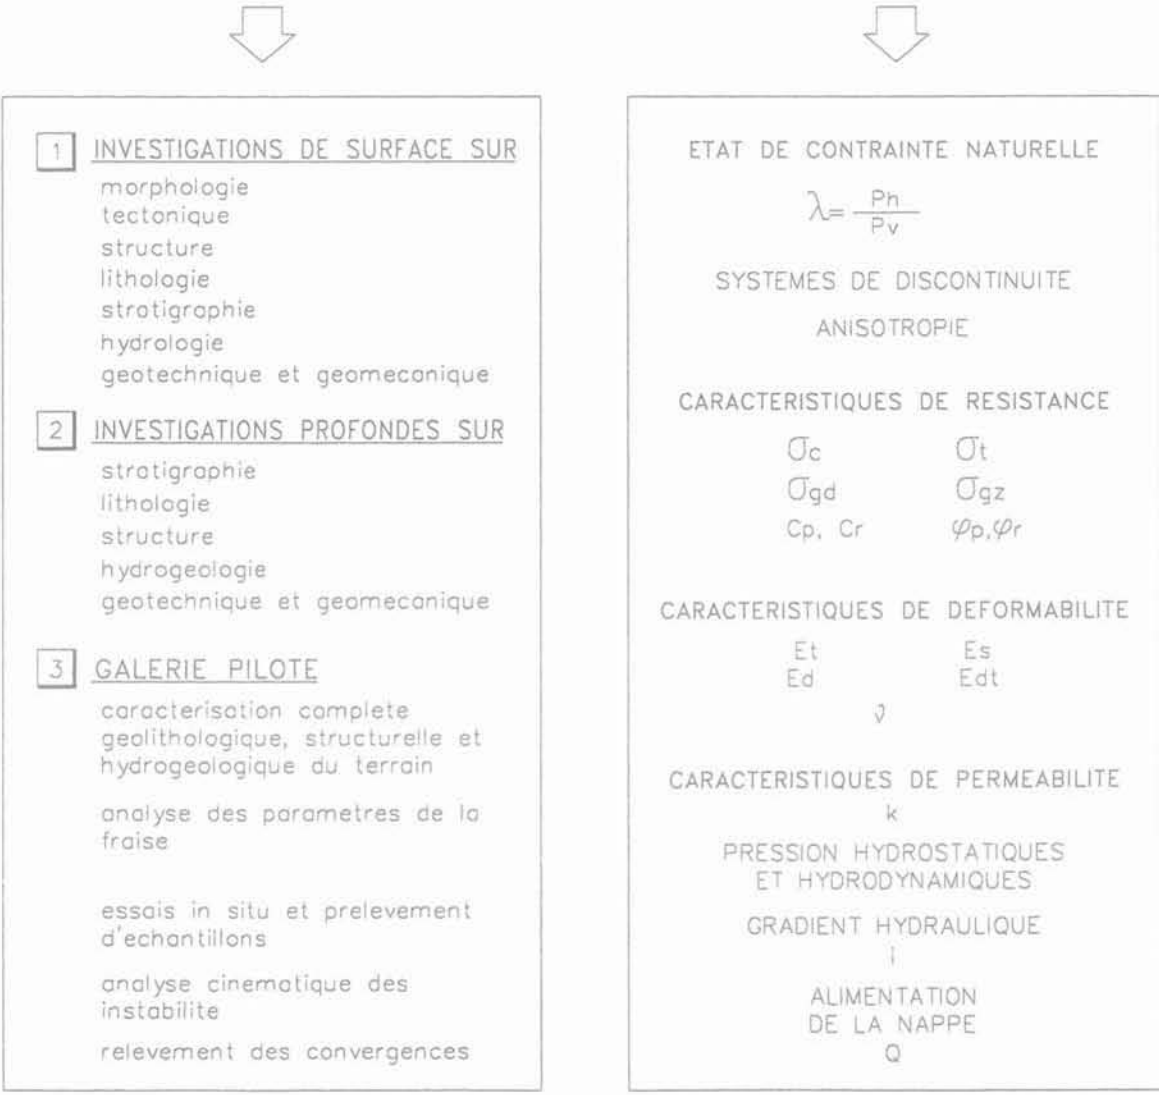 1 INVESTIGATIONS DE SURFACE SUR
morphologie
tectonique
structure
lithologie
stratigraphie
hydrologie
geotechnique et geomecanique
2 INVESTIGATIONS PROFONDES SUR
stratigraphie
lithologie
structure
hydrogeologie
geotechnique et geomecanique
3 GALERIE PILOTE
caracterisation complete
geolithologique, structurelle et
hydrogeologique du terrain
analyse des parametres de la
fraise
essais in situ et prelevement
d'echantillons
analyse cinematique des
instabilite
relevement des convergences
ETAT DE CONTRAINTE NATURELLE
λ= Ph
Pv
SYSTEMES DE DISCONTINUITE
ANISOTROPIE
CARACTERISTIQUES DE RESISTANCE
σc σt
σgd σgz
Cp, Cr φp,φr
CARACTERISTIQUES DE DEFORMABILITE
Et Es
Ed Edt
ν
CARACTERISTIQUES DE PERMEABILITE
k
PRESSION HYDROSTATIQUES
ET HYDRODYNAMIQUES
GRADIENT HYDRAULIQUE
i
ALIMENTATION
DE LA NAPPE
Q